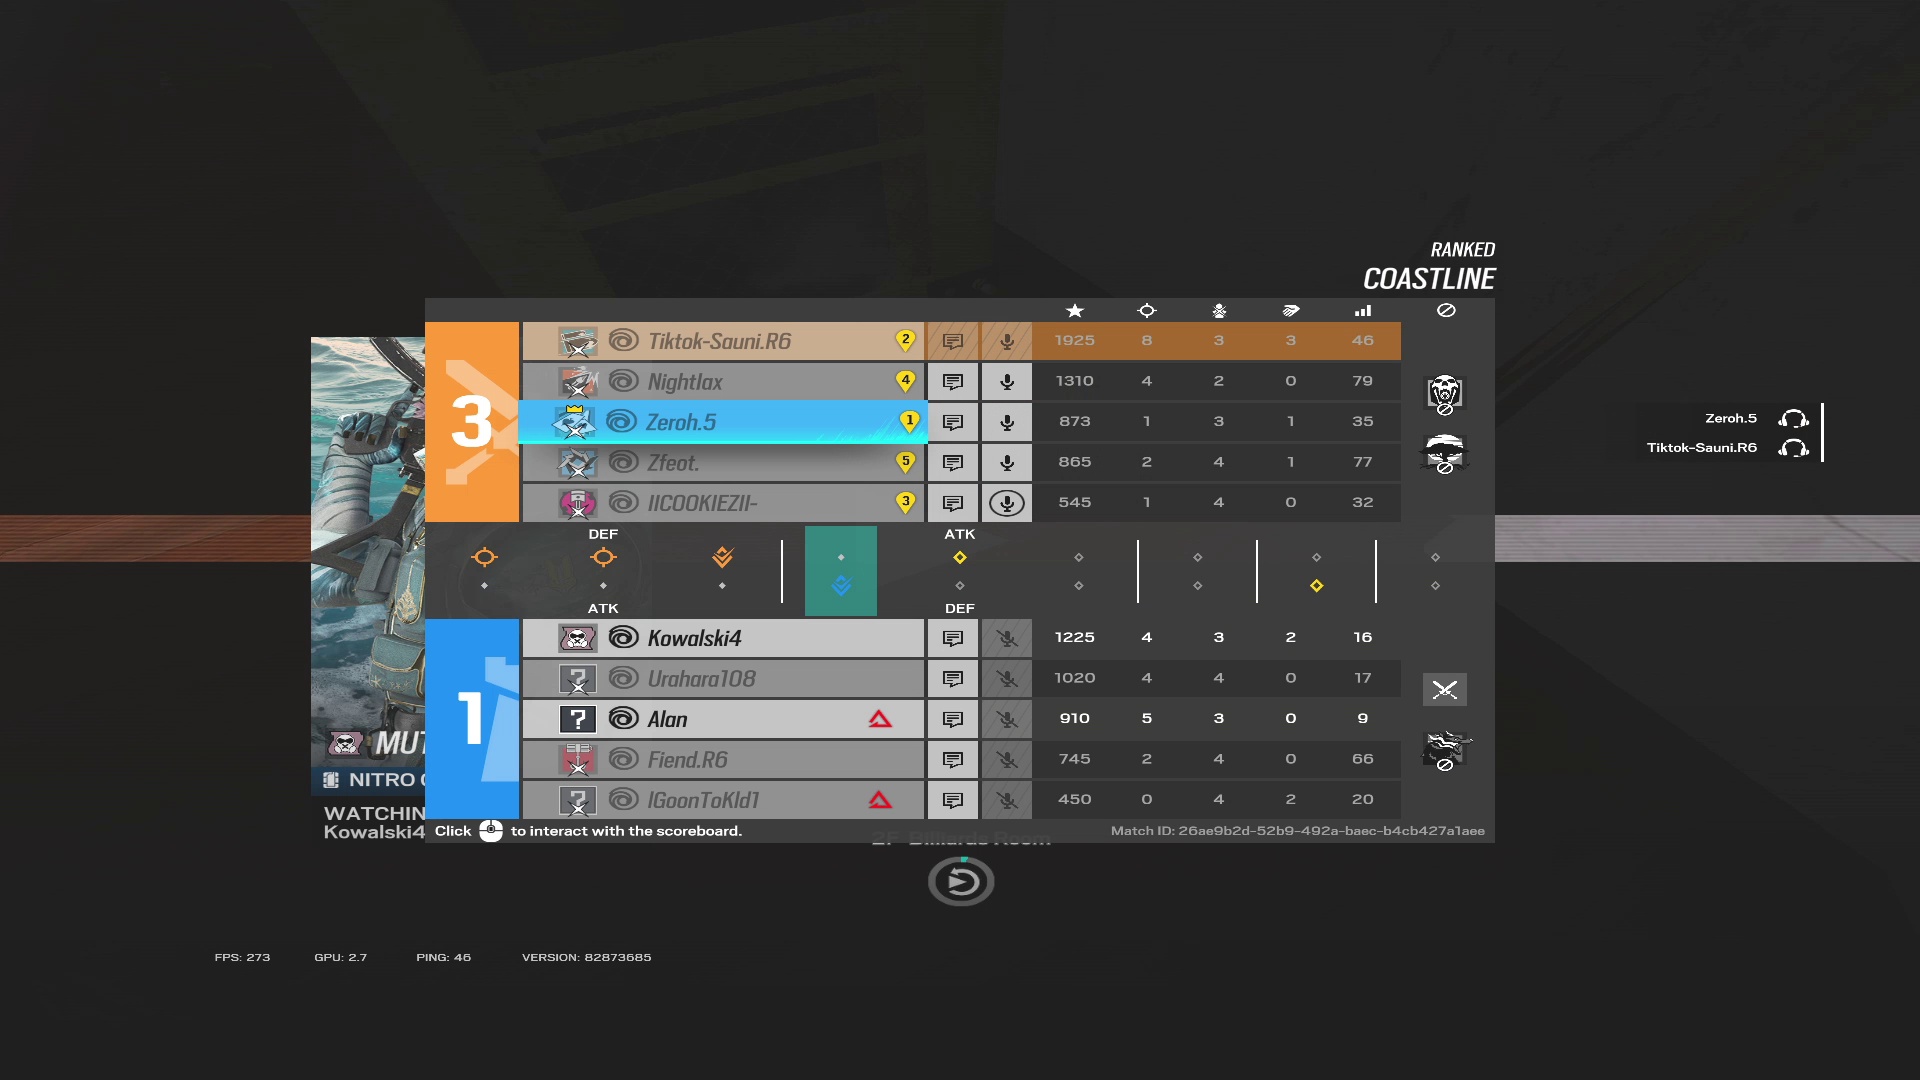 RANKED
COASTLINE
3
Tiktok-Sauni.R6 2 1925 8 3 3 46
Nightlax 4 1310 4 2 0 79
Zeroh.5 1 873 1 3 1 35
Zfeot. 5 865 2 4 1 77
IICOOKIEZII- 3 545 1 4 0 32
Zeroh.5
Tiktok-Sauni.R6
DEF ATK
ATK DEF
1
Kowalski4 1225 4 3 2 16
? Urahara108 1020 4 4 0 17
? Alan 910 5 3 0 9
Fiend.R6 745 2 4 0 66
? IGoonToKId1 450 0 4 2 20
MUT
NITRO C
WATCHIN
Kowalski4
Click to interact with the scoreboard.
Match ID: 26ae9b2d-52b9-492a-baec-b4cb427a1aee
2F Billiards Room
FPS: 273 GPU: 2.7 PING: 46 VERSION: 82873685